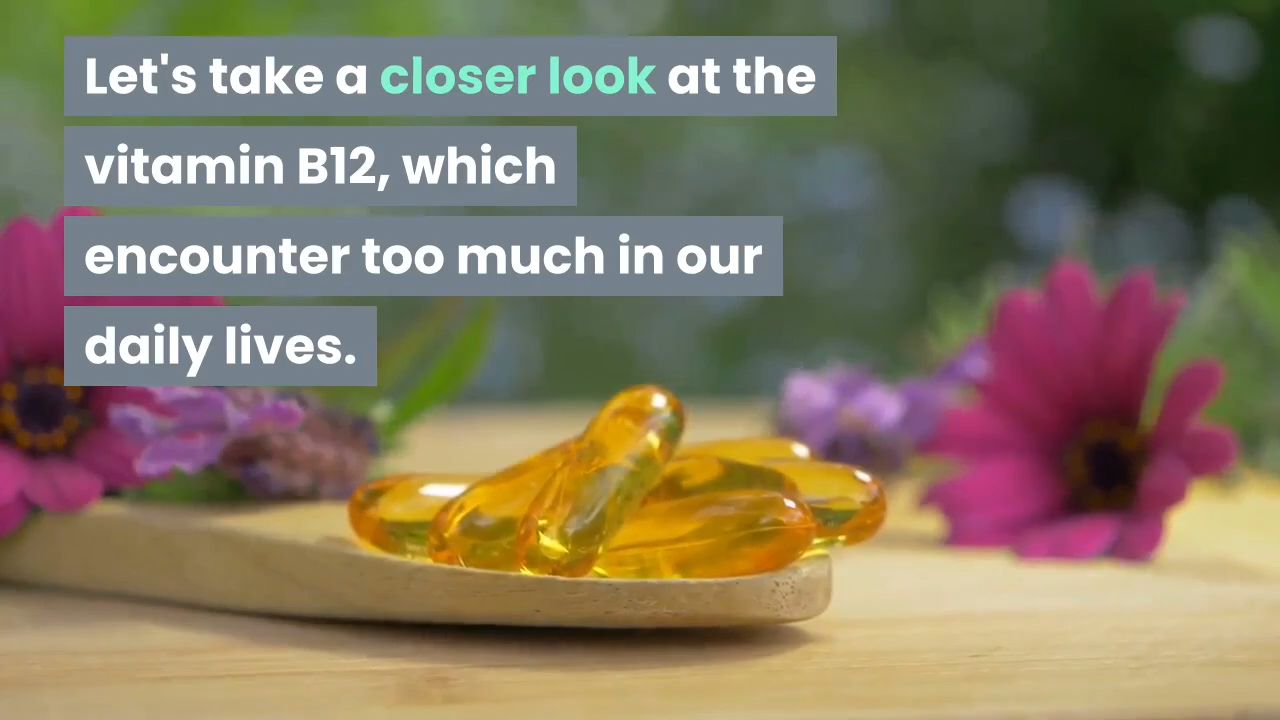 Let's take a closer look at the
vitamin B12, which
encounter too much in our
daily lives.